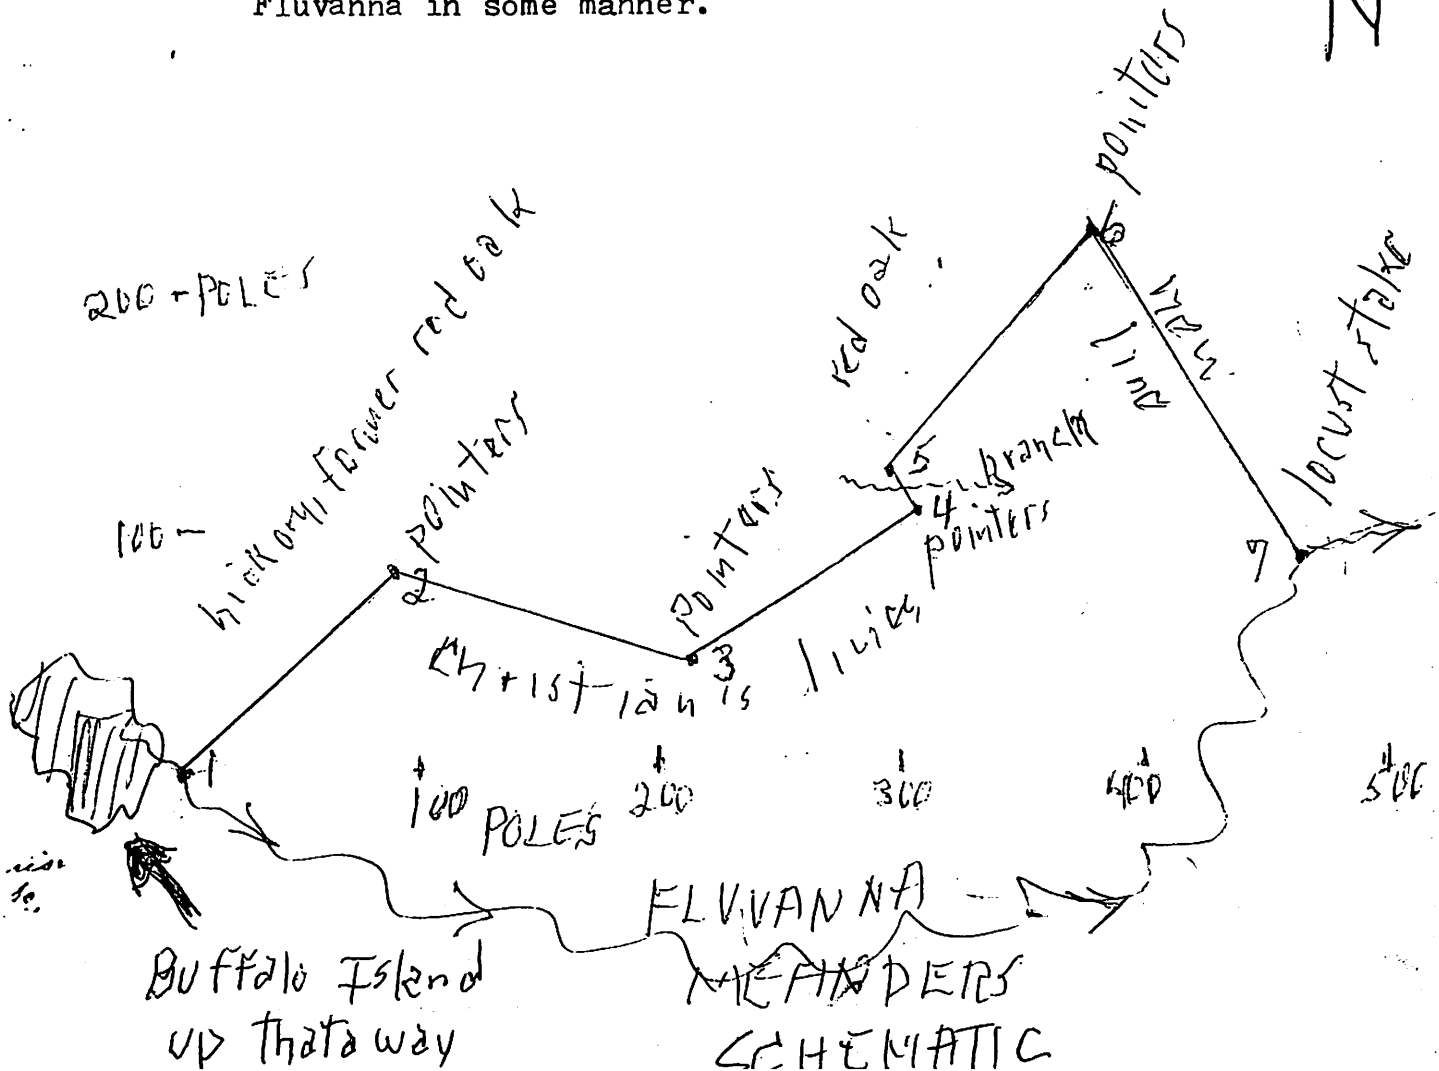 Fluvanna in some manner.
N
pointers
6
200 - POLES
hickory, former red oak
red oak
locust stake
100 -
pointers
2
pointers
3
5
branch
4
pointers
7
Christian's lines
1
100
200
300
400
500
POLES
FLUVANNA
MEANDERS
SCHEMATIC
Buffalo Island
up thataway